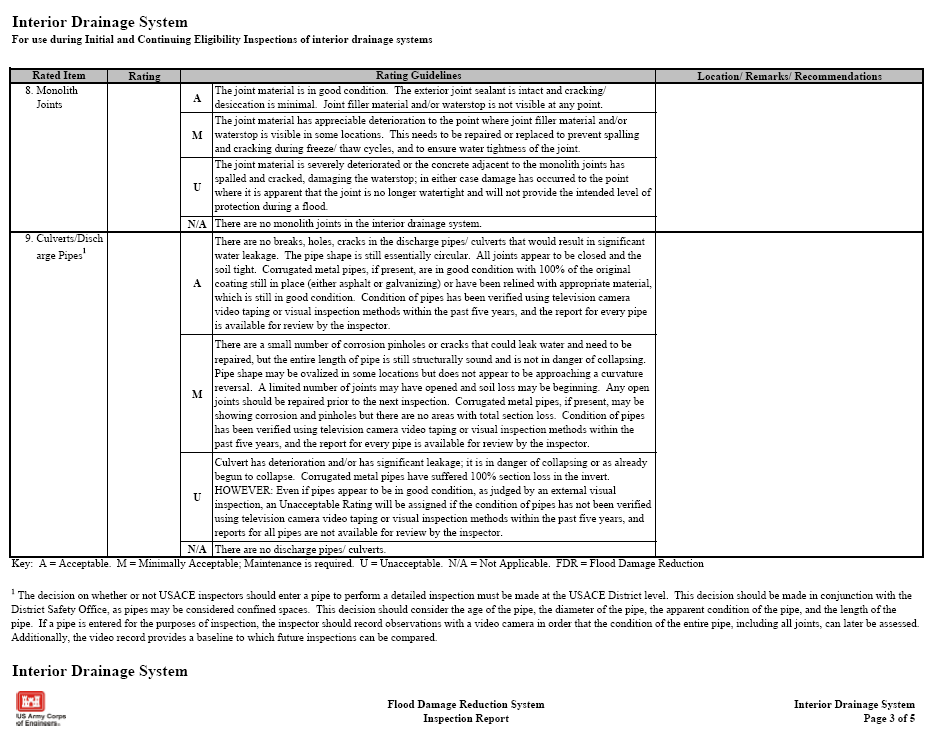 Interior Drainage System
For use during Initial and Continuing Eligibility Inspections of interior drainage systems
Rated Item Rating Rating Guidelines Location/ Remarks/ Recommendations
8. Monolith
Joints
A
The joint material is in good condition. The exterior joint sealant is intact and cracking/
desiccation is minimal. Joint filler material and/or waterstop is not visible at any point.
M
The joint material has appreciable deterioration to the point where joint filler material and/or
waterstop is visible in some locations. This needs to be repaired or replaced to prevent spalling
and cracking during freeze/ thaw cycles, and to ensure water tightness of the joint.
U
The joint material is severely deteriorated or the concrete adjacent to the monolith joints has
spalled and cracked, damaging the waterstop; in either case damage has occurred to the point
where it is apparent that the joint is no longer watertight and will not provide the intended level of
protection during a flood.
N/A There are no monolith joints in the interior drainage system.
9. Culverts/Disch
arge Pipes1
A
There are no breaks, holes, cracks in the discharge pipes/ culverts that would result in significant
water leakage. The pipe shape is still essentially circular. All joints appear to be closed and the
soil tight. Corrugated metal pipes, if present, are in good condition with 100% of the original
coating still in place (either asphalt or galvanizing) or have been relined with appropriate material,
which is still in good condition. Condition of pipes has been verified using television camera
video taping or visual inspection methods within the past five years, and the report for every pipe
is available for review by the inspector.
M
There are a small number of corrosion pinholes or cracks that could leak water and need to be
repaired, but the entire length of pipe is still structurally sound and is not in danger of collapsing.
Pipe shape may be ovalized in some locations but does not appear to be approaching a curvature
reversal. A limited number of joints may have opened and soil loss may be beginning. Any open
joints should be repaired prior to the next inspection. Corrugated metal pipes, if present, may be
showing corrosion and pinholes but there are no areas with total section loss. Condition of pipes
has been verified using television camera video taping or visual inspection methods within the
past five years, and the report for every pipe is available for review by the inspector.
U
Culvert has deterioration and/or has significant leakage; it is in danger of collapsing or as already
begun to collapse. Corrugated metal pipes have suffered 100% section loss in the invert.
HOWEVER: Even if pipes appear to be in good condition, as judged by an external visual
inspection, an Unacceptable Rating will be assigned if the condition of pipes has not been verified
using television camera video taping or visual inspection methods within the past five years, and
reports for all pipes are not available for review by the inspector.
N/A There are no discharge pipes/ culverts.
Key: A = Acceptable. M = Minimally Acceptable; Maintenance is required. U = Unacceptable. N/A = Not Applicable. FDR = Flood Damage Reduction
1 The decision on whether or not USACE inspectors should enter a pipe to perform a detailed inspection must be made at the USACE District level. This decision should be made in conjunction with the
District Safety Office, as pipes may be considered confined spaces. This decision should consider the age of the pipe, the diameter of the pipe, the apparent condition of the pipe, and the length of the
pipe. If a pipe is entered for the purposes of inspection, the inspector should record observations with a video camera in order that the condition of the entire pipe, including all joints, can later be assessed.
Additionally, the video record provides a baseline to which future inspections can be compared.
Interior Drainage System
US Army Corps
of Engineers®
Flood Damage Reduction System
Inspection Report
Interior Drainage System
Page 3 of 5